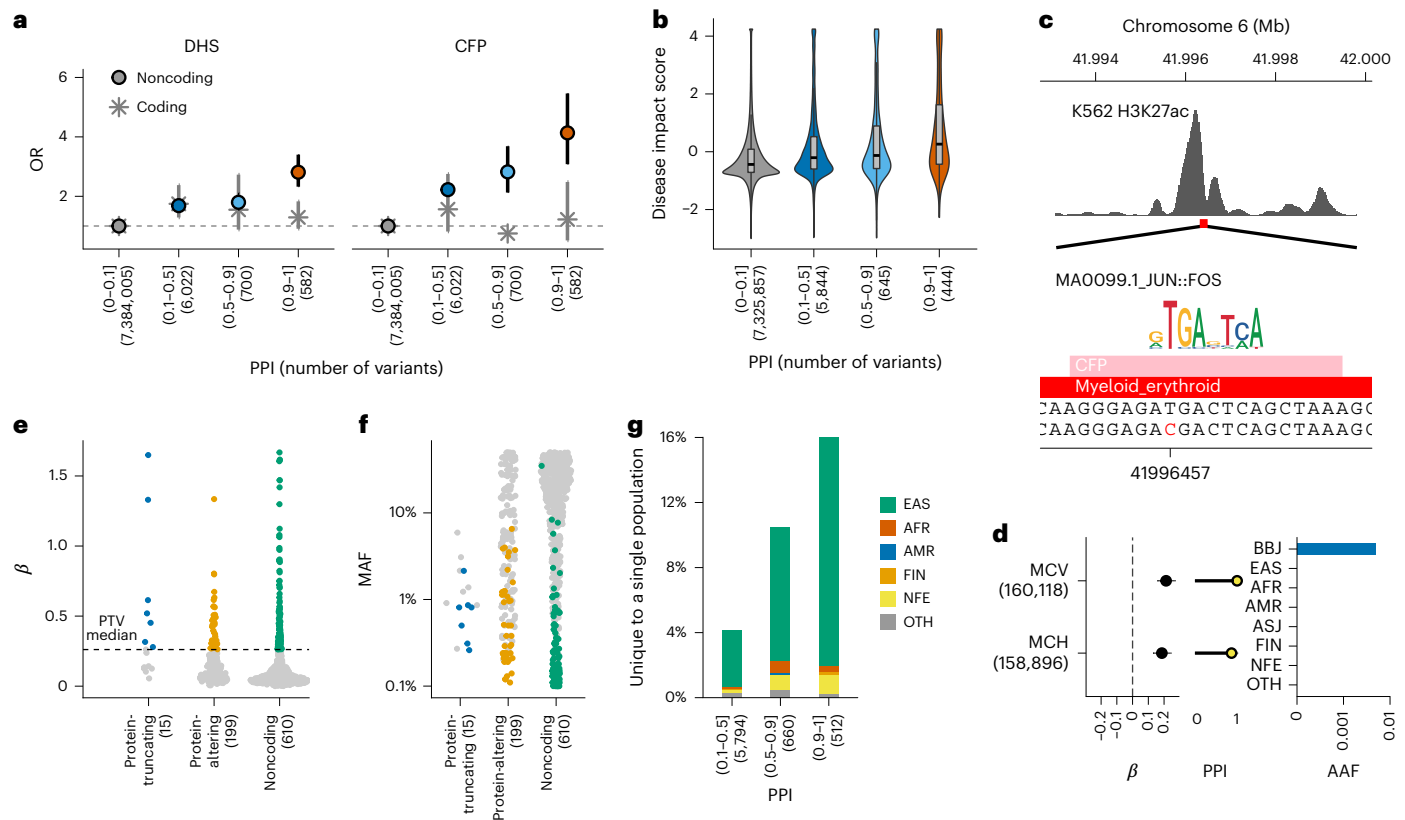 a
DHS
CFP
Noncoding
Coding
OR
6
4
2
(0–0.1]
(7,384,005)
(0.1–0.5]
(6,022)
(0.5–0.9]
(700)
(0.9–1]
(582)
(0–0.1]
(7,384,005)
(0.1–0.5]
(6,022)
(0.5–0.9]
(700)
(0.9–1]
(582)
PPI (number of variants)
b
Disease impact score
4
2
0
−2
(0–0.1]
(7,325,857)
(0.1–0.5]
(5,844)
(0.5–0.9]
(645)
(0.9–1]
(444)
PPI (number of variants)
c
Chromosome 6 (Mb)
41.994 41.996 41.998 42.000
K562 H3K27ac
MA0099.1_JUN::FOS
CFP
Myeloid_erythroid
CAAGGGAGATGACTCAGCTAAAGC
CAAGGGAGACGACTCAGCTAAAGC
41996457
d
MCV
(160,118)
MCH
(158,896)
−0.2
−0.1
0
0.1
0.2
β
0 1
PPI
BBJ
EAS
AFR
AMR
ASJ
FIN
NFE
OTH
0
0.001
0.01
AAF
e
β
1.5
1.0
0.5
0
PTV
median
Protein-
truncating (15)
Protein-
altering (199)
Noncoding
(610)
f
MAF
10%
1%
0.1%
Protein-
truncating (15)
Protein-altering
(199)
Noncoding
(610)
g
Unique to a single population
16%
12%
8%
4%
0%
EAS
AFR
AMR
FIN
NFE
OTH
(0.1–0.5]
(5,794)
(0.5–0.9]
(660)
(0.9–1]
(512)
PPI